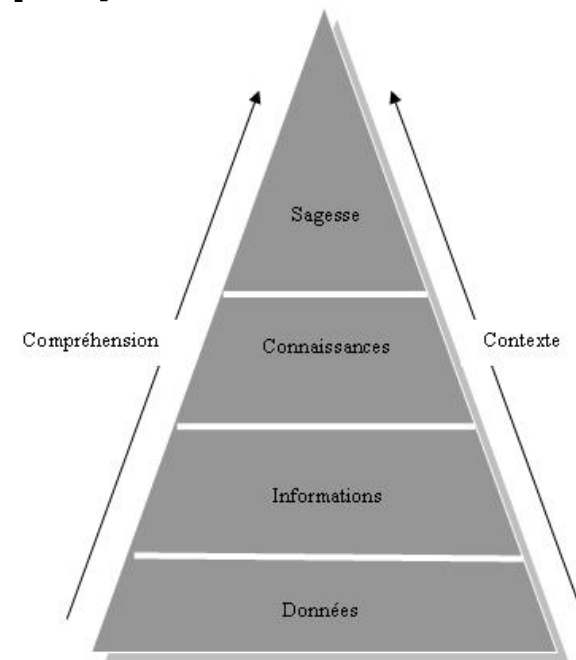 Sagesse
Compréhension
Connaissances
Contexte
Informations
Données